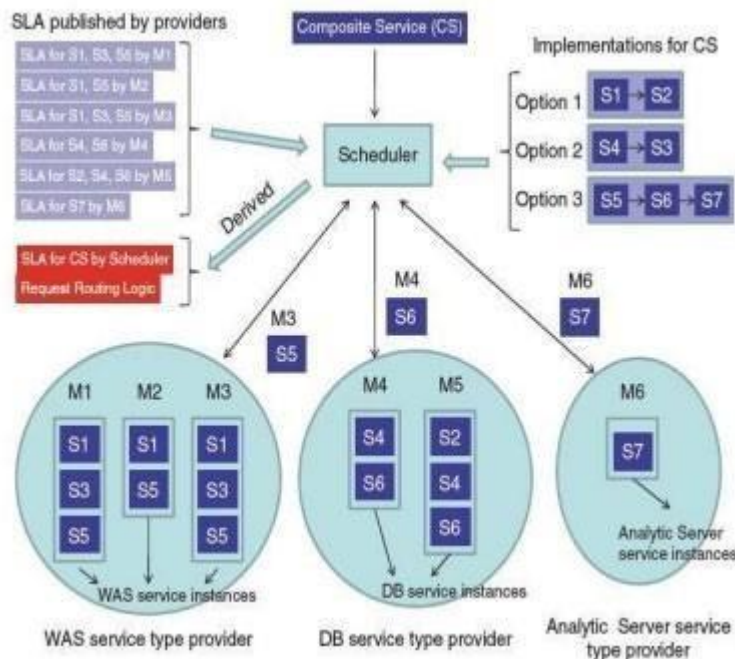 SLA published by providers
SLA for S1, S3, S5 by M1
SLA for S1, S5 by M2
SLA for S1, S3, S5 by M3
SLA for S4, S6 by M4
SLA for S2, S4, S6 by M5
SLA for S7 by M6
SLA for CS by Scheduler
Request Routing Logic
Composite Service (CS)
Scheduler
Derived
Implementations for CS
Option 1 S1 S2
Option 2 S4 S3
Option 3 S5 S6 S7
M3
S5
M4
S6
M6
S7
M1 M2 M3
S1 S1 S1
S3 S5 S3
S5 S5
WAS service instances
WAS service type provider
M4 M5
S4 S2
S6 S4
S6
DB service instances
DB service type provider
M6
S7
Analytic Server
service instances
Analytic Server service
type provider